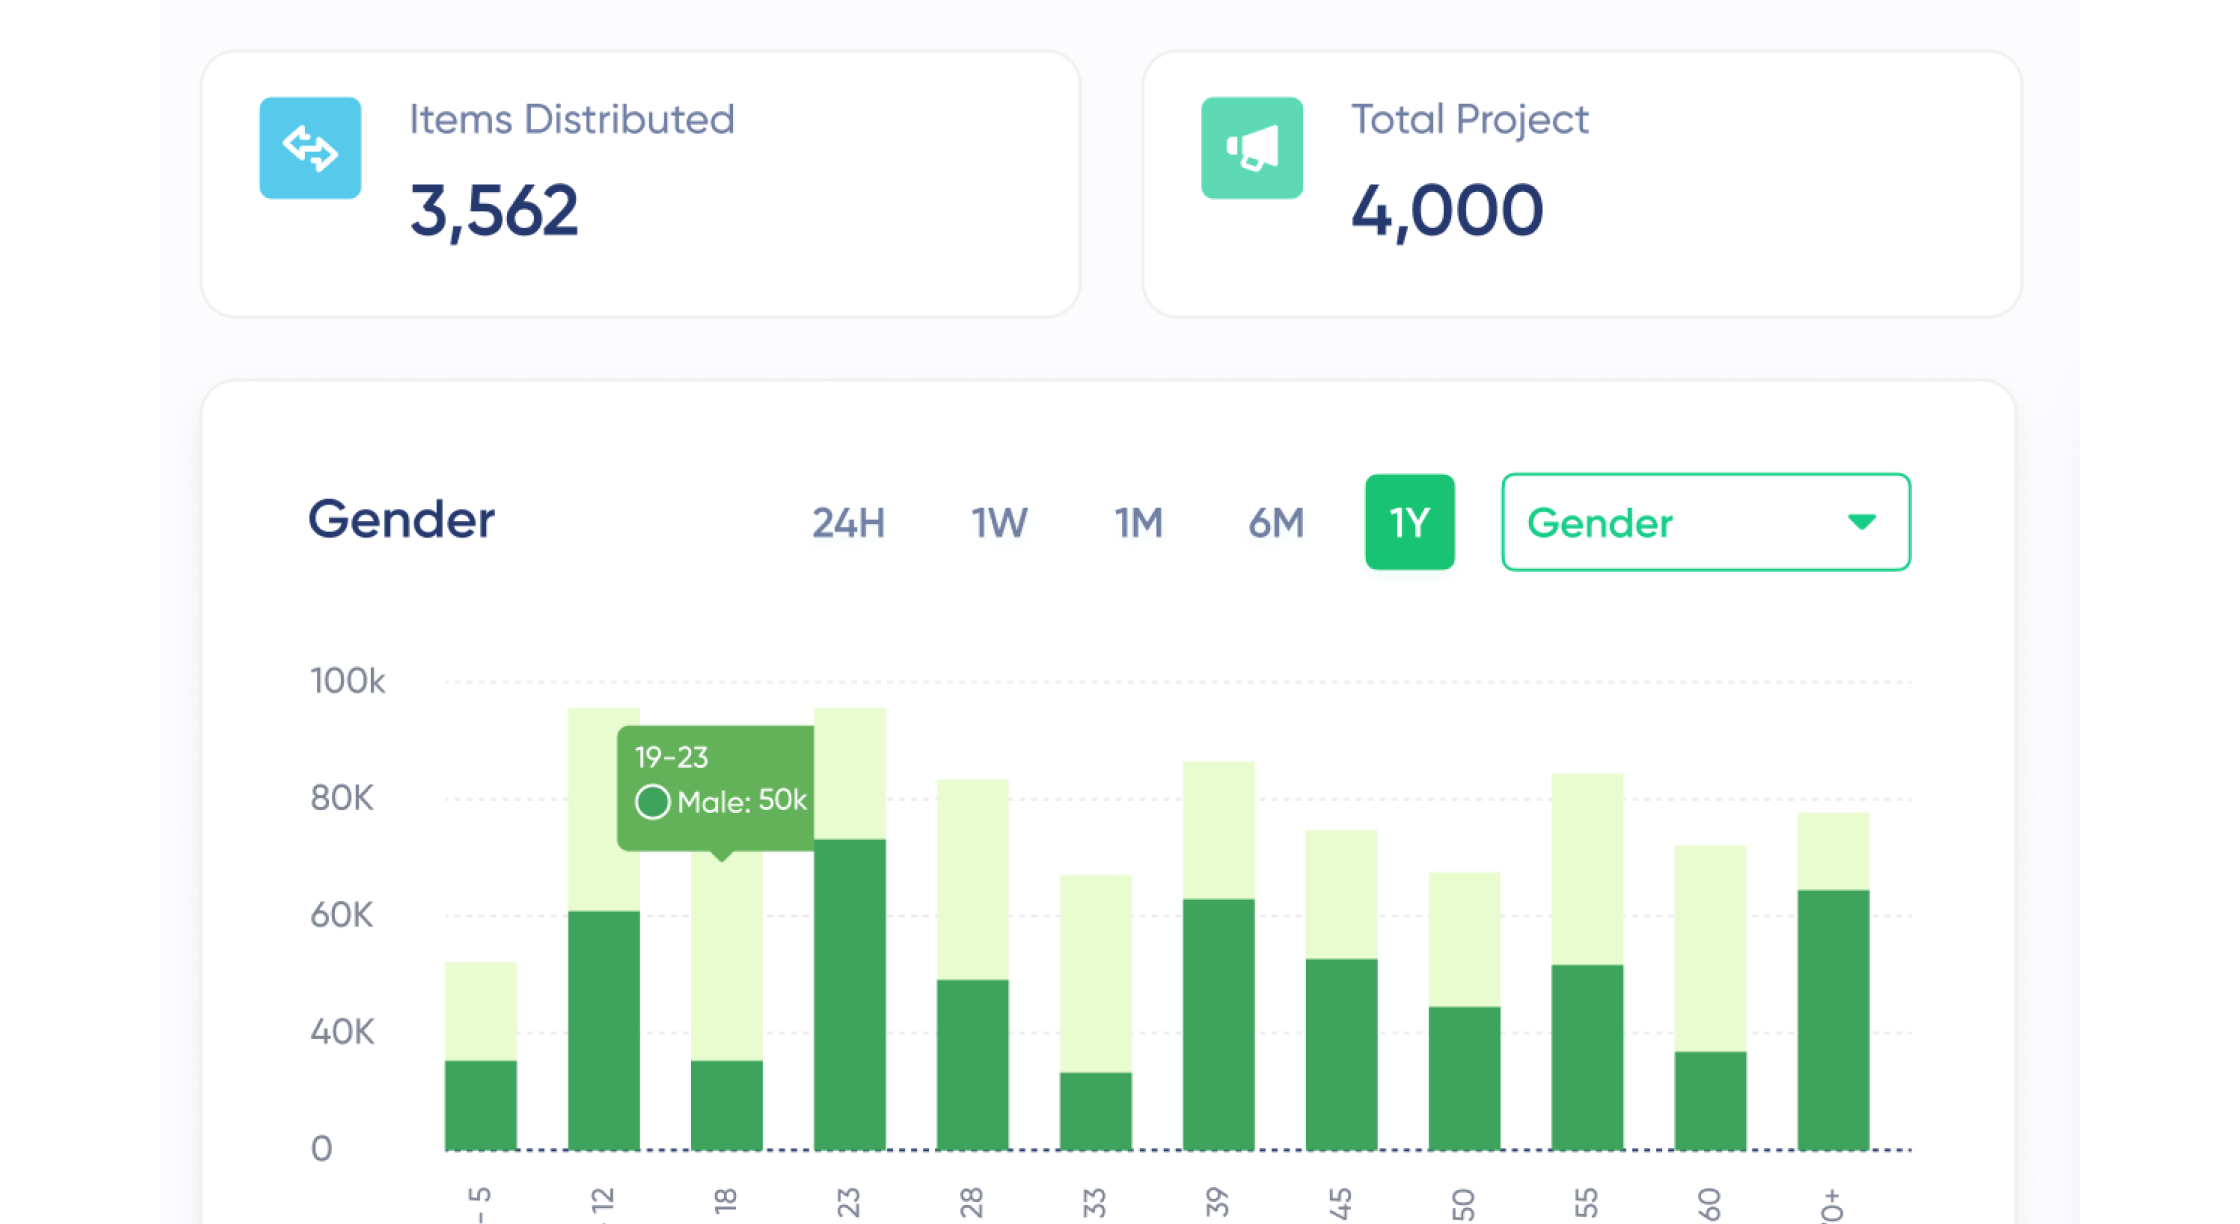 Items Distributed
3,562
Total Project
4,000
Gender
24H 1W 1M 6M 1Y
Gender
100k
19-23
Male: 50k
80K
60K
40K
0
- 5
12
18
23
28
33
39
45
50
55
60
0+